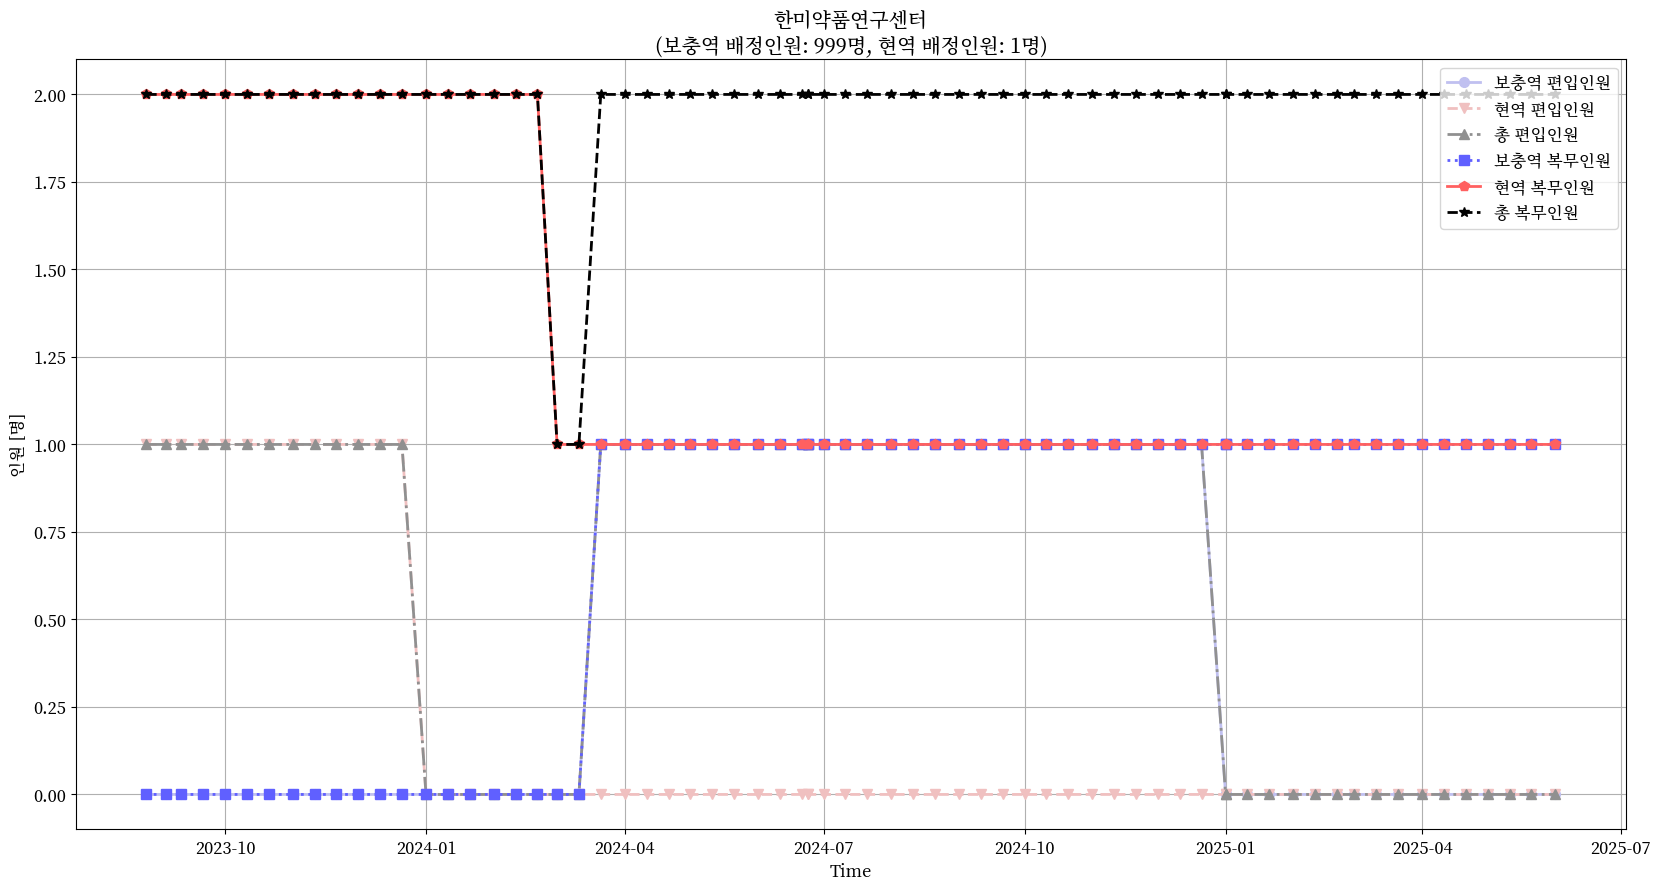 한미약품연구센터
(보충역 배정인원: 999명, 현역 배정인원: 1명)
보충역 편입인원
현역 편입인원
총 편입인원
보충역 복무인원
현역 복무인원
총 복무인원
인원 [명]
2.00
1.75
1.50
1.25
1.00
0.75
0.50
0.25
0.00
2023-10
2024-01
2024-04
2024-07
2024-10
2025-01
2025-04
2025-07
Time